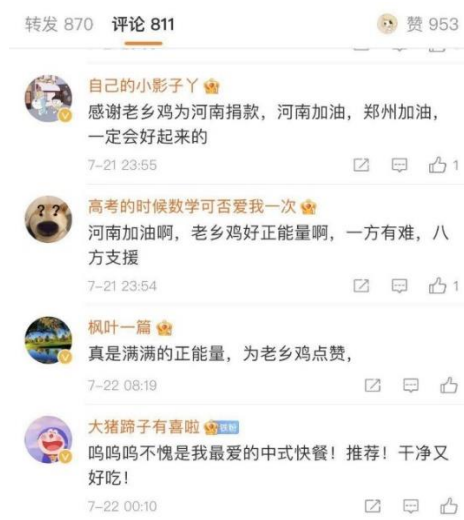 转发 870 评论 811 赞 953
自己的小影子丫
感谢老乡鸡为河南捐款，河南加油，郑州加油，
一定会好起来的
7-21 23:55 1
高考的时候数学可否爱我一次
河南加油啊，老乡鸡好正能量啊，一方有难，八
方支援
7-21 23:54 1
枫叶一篇
真是满满的正能量，为老乡鸡点赞，
7-22 08:19
大猪蹄子有喜啦 铁粉
呜呜呜不愧是我最爱的中式快餐！推荐！干净又
好吃！
7-22 00:10